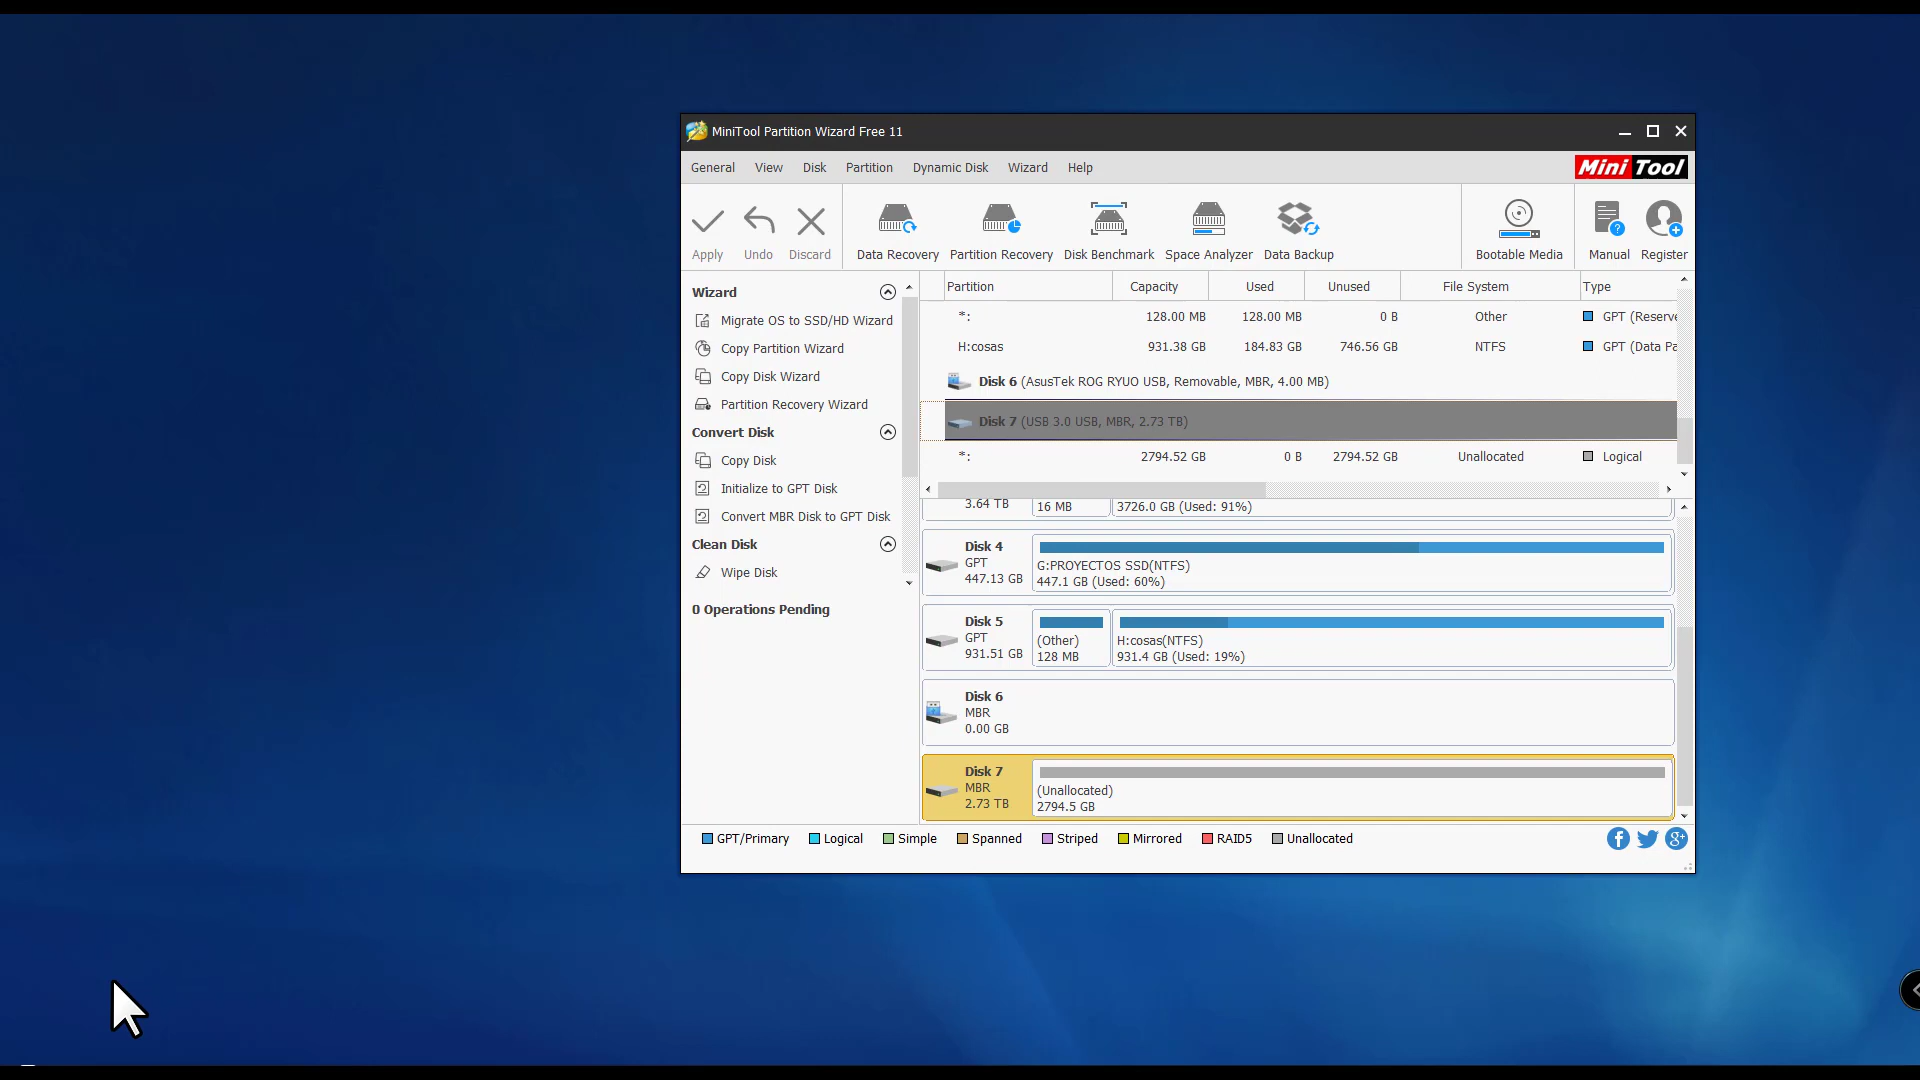 MiniTool Partition Wizard Free 11
General View Disk Partition Dynamic Disk Wizard Help
Mini Tool
Apply Undo Discard Data Recovery Partition Recovery Disk Benchmark Space Analyzer Data Backup Bootable Media Manual Register
Wizard
Migrate OS to SSD/HD Wizard
Copy Partition Wizard
Copy Disk Wizard
Partition Recovery Wizard
Convert Disk
Copy Disk
Initialize to GPT Disk
Convert MBR Disk to GPT Disk
Clean Disk
Wipe Disk
0 Operations Pending
Partition Capacity Used Unused File System Type
*: 128.00 MB 128.00 MB 0 B Other GPT (Reserve
H:cosas 931.38 GB 184.83 GB 746.56 GB NTFS GPT (Data Pa
Disk 6 (AsusTek ROG RYUO USB, Removable, MBR, 4.00 MB)
Disk 7 (USB 3.0 USB, MBR, 2.73 TB)
*: 2794.52 GB 0 B 2794.52 GB Unallocated Logical
3.64 TB 16 MB 3726.0 GB (Used: 91%)
Disk 4
GPT
447.13 GB
G:PROYECTOS SSD(NTFS)
447.1 GB (Used: 60%)
Disk 5
GPT
931.51 GB
(Other)
128 MB
H:cosas(NTFS)
931.4 GB (Used: 19%)
Disk 6
MBR
0.00 GB
Disk 7
MBR
2.73 TB
(Unallocated)
2794.5 GB
GPT/Primary Logical Simple Spanned Striped Mirrored RAID5 Unallocated